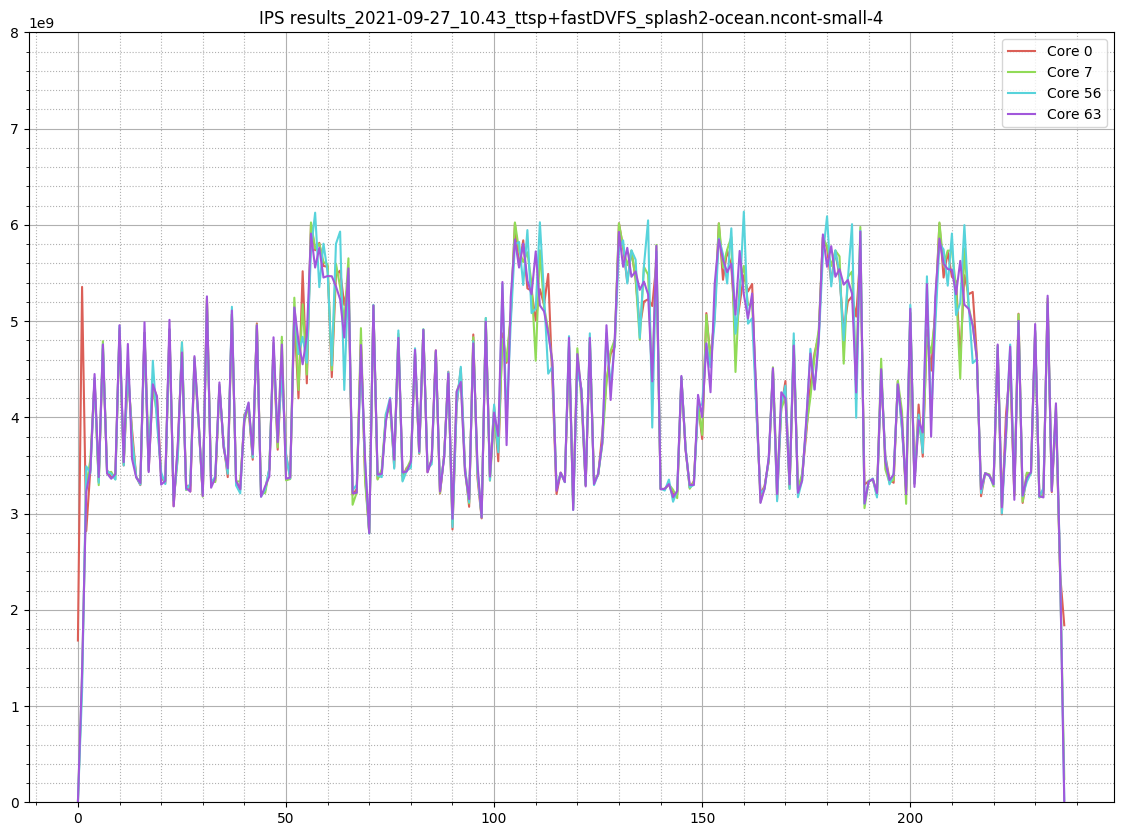 IPS results_2021-09-27_10.43_ttsp+fastDVFS_splash2-ocean.ncont-small-4
1e9
8
7
6
5
4
3
2
1
0
Core 0
Core 7
Core 56
Core 63
0 50 100 150 200